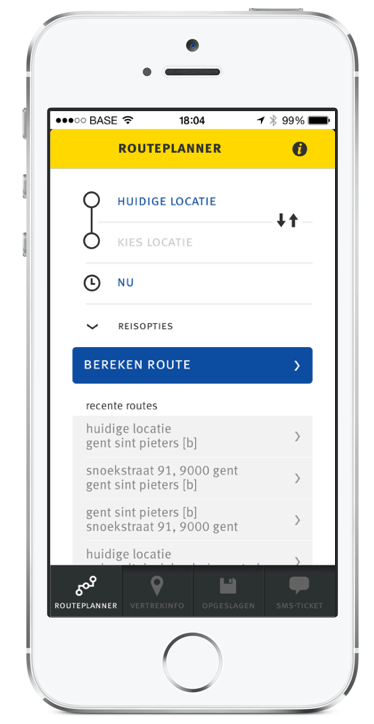 BASE 18:04 99%
ROUTEPLANNER
HUIDIGE LOCATIE
KIES LOCATIE
NU
REISOPTIES
BEREKEN ROUTE
recente routes
huidige locatie
gent sint pieters [b]
snoekstraat 91, 9000 gent
gent sint pieters [b]
gent sint pieters [b]
snoekstraat 91, 9000 gent
huidige locatie
ROUTEPLANNER VERTREKINFO OPGESLAGEN SMS-TICKET